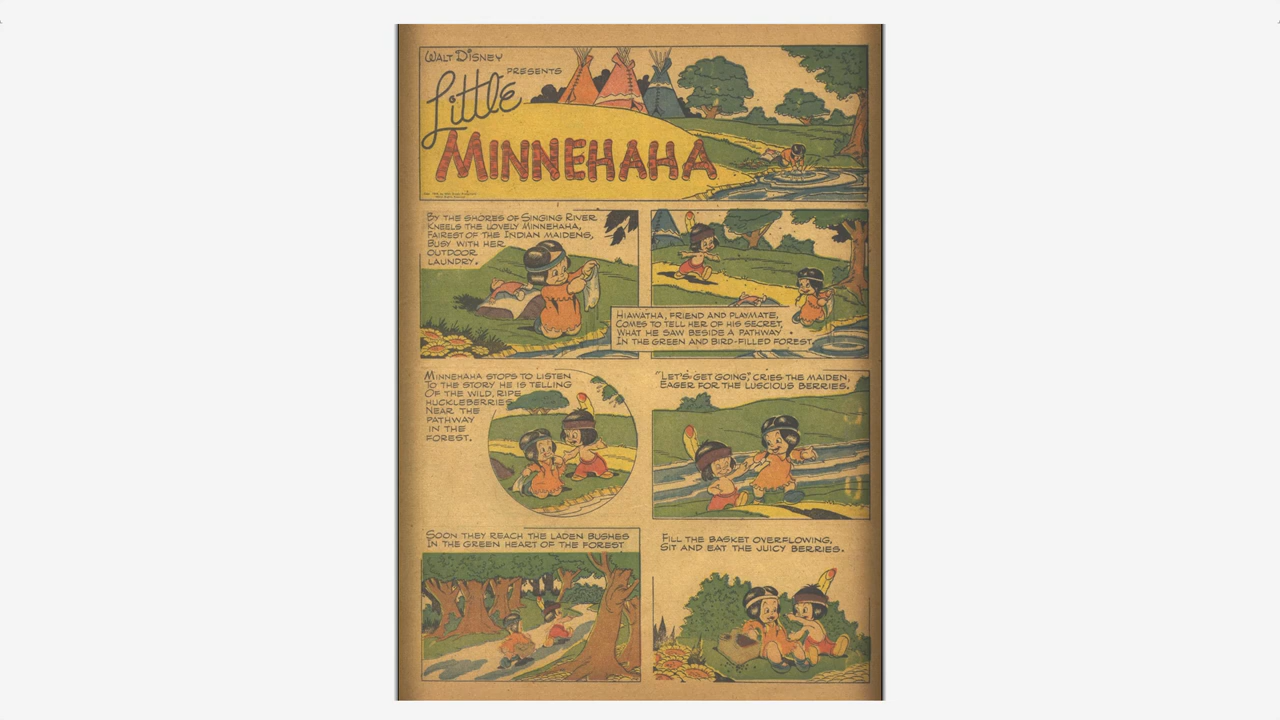 WALT DISNEY
PRESENTS
Little
MINNEHAHA
BY THE SHORES OF SINGING RIVER
KNEELS THE LOVELY MINNEHAHA,
FAIREST OF THE INDIAN MAIDENS,
BUSY WITH HER
OUTDOOR
LAUNDRY.
HIAWATHA, FRIEND AND PLAYMATE,
COMES TO TELL HER OF HIS SECRET,
WHAT HE SAW BESIDE A PATHWAY
IN THE GREEN AND BIRD-FILLED FOREST.
MINNEHAHA STOPS TO LISTEN
TO THE STORY HE IS TELLING
OF THE WILD, RIPE
HUCKLEBERRIES
NEAR THE
PATHWAY
IN THE
FOREST.
"LET'S GET GOING," CRIES THE MAIDEN,
EAGER FOR THE LUSCIOUS BERRIES.
SOON THEY REACH THE LADEN BUSHES
IN THE GREEN HEART OF THE FOREST
FILL THE BASKET OVERFLOWING,
SIT AND EAT THE JUICY BERRIES.